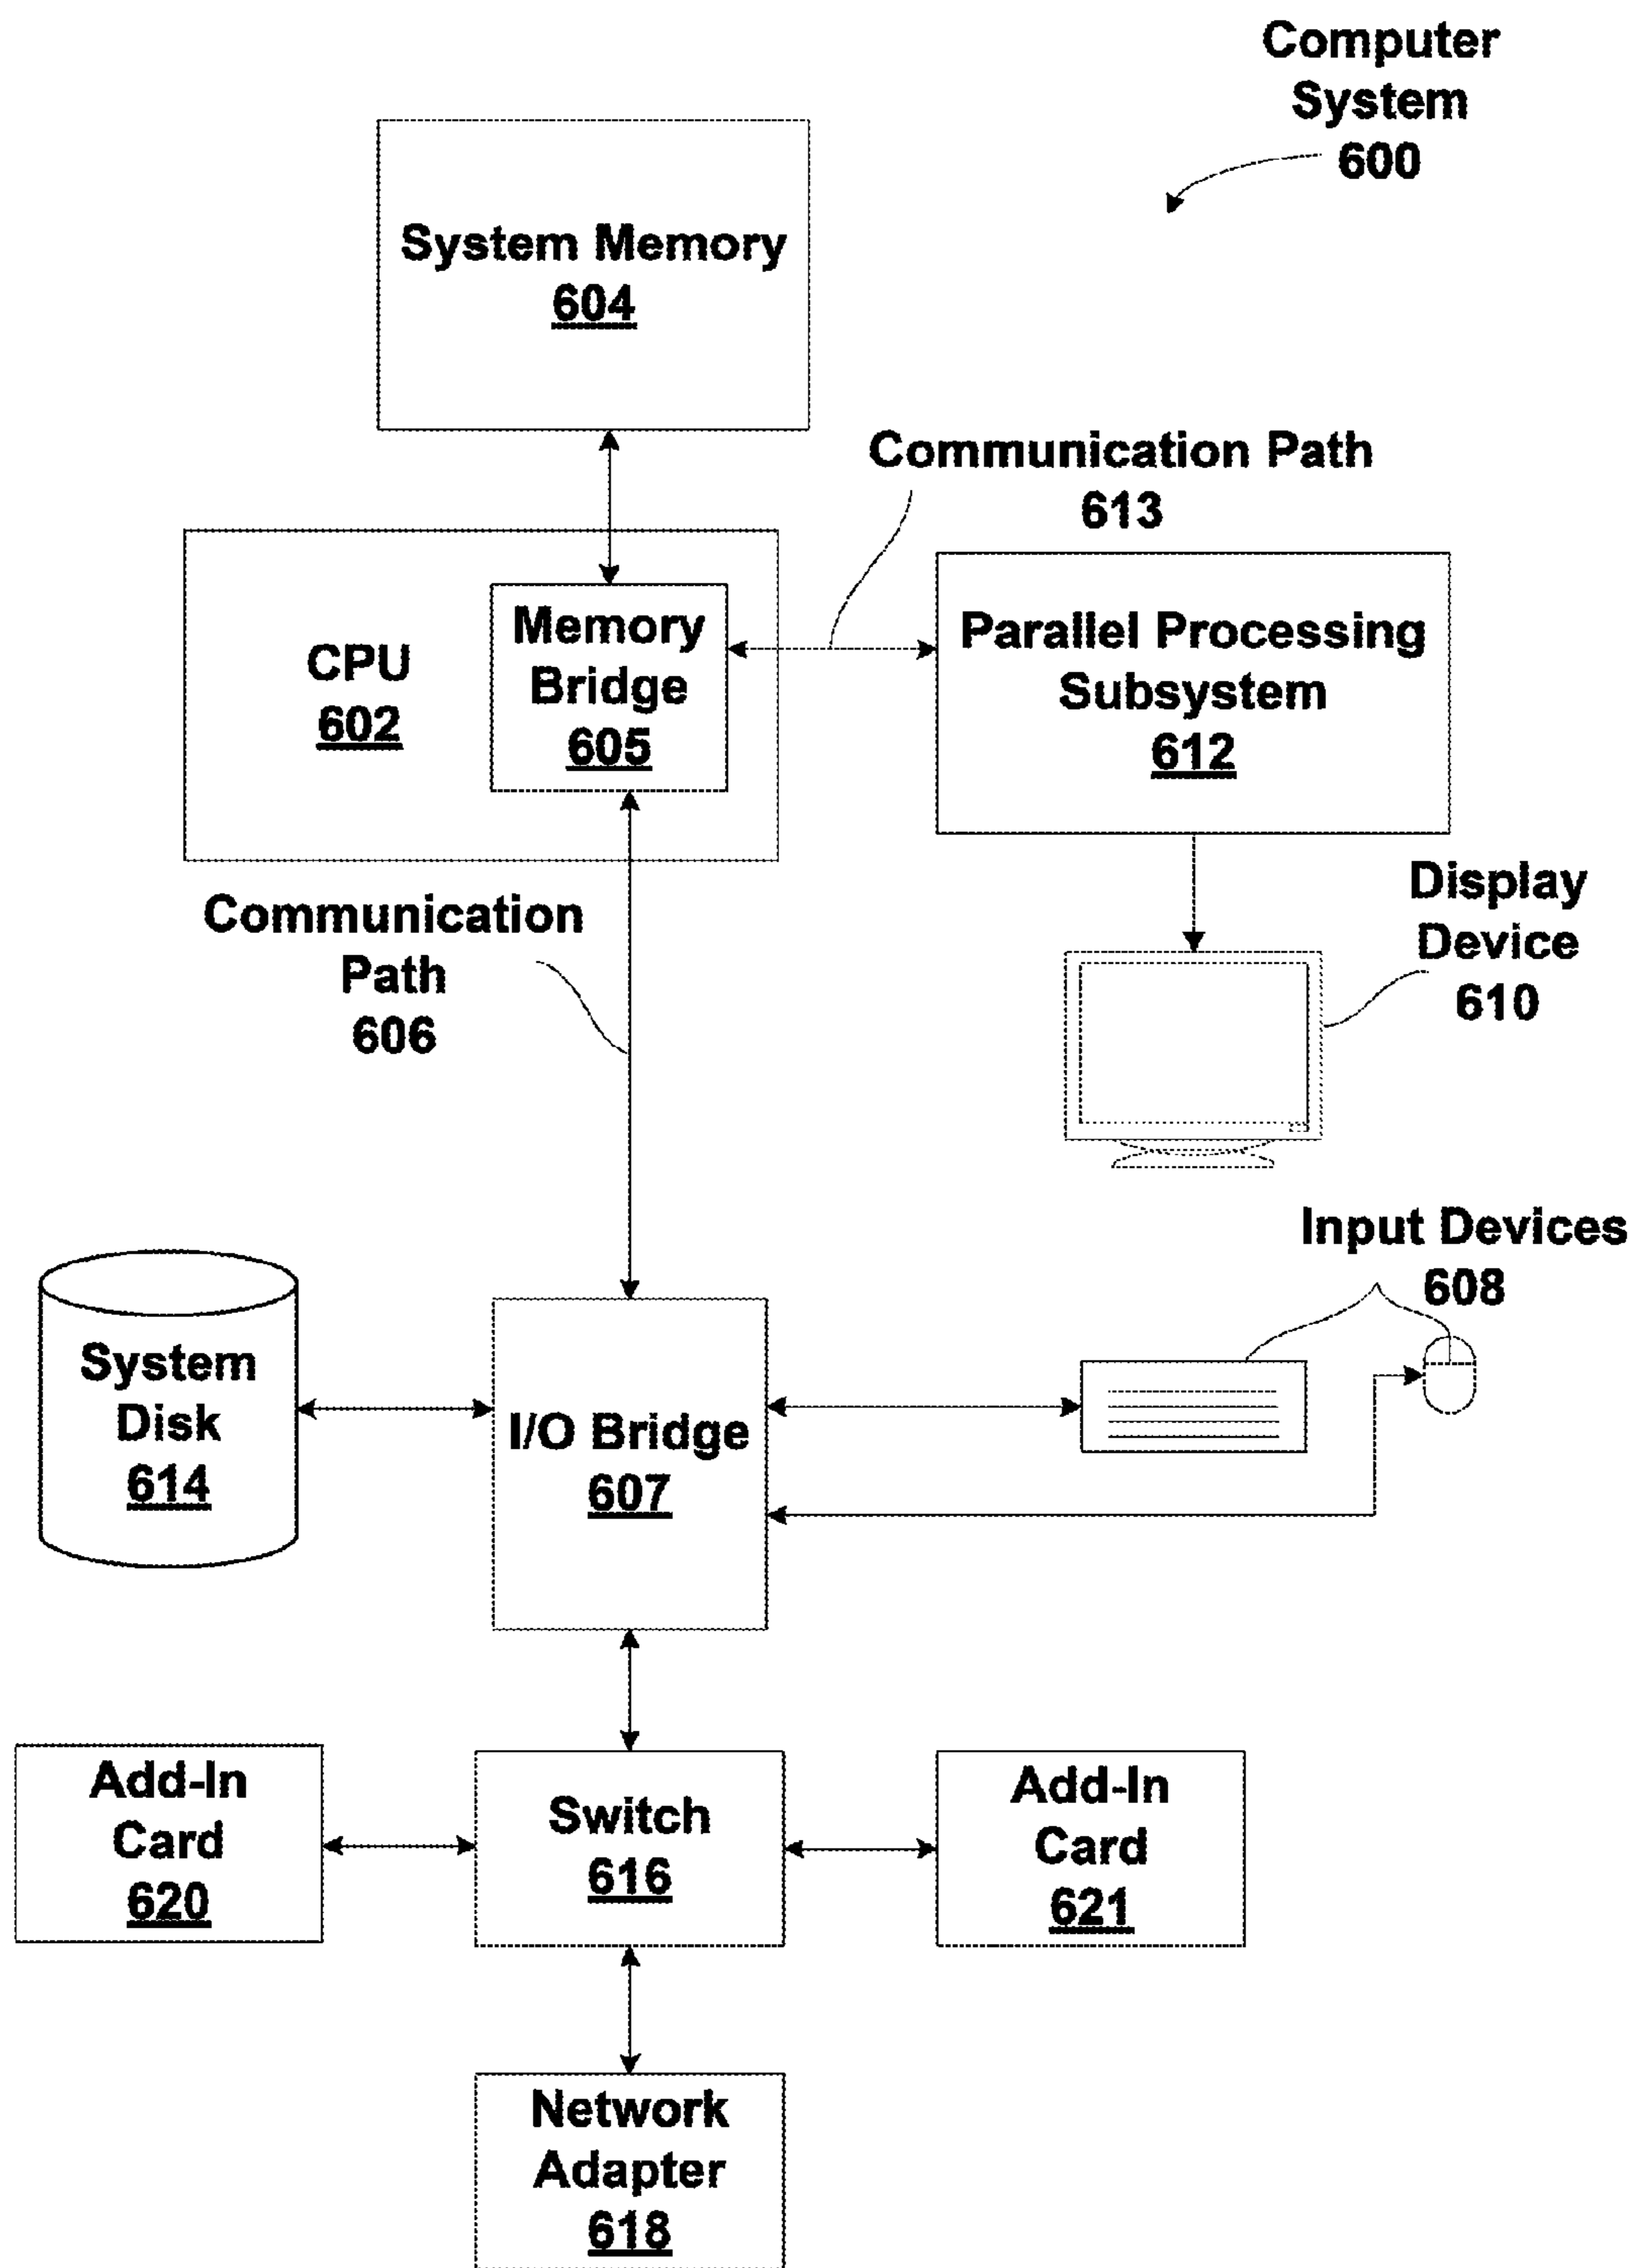 Computer
System
600
System Memory
604
Communication Path
613
CPU
602
Memory
Bridge
605
Parallel Processing
Subsystem
612
Communication
Path
606
Display
Device
610
Input Devices
608
System
Disk
614
I/O Bridge
607
Add-In
Card
620
Switch
616
Add-In
Card
621
Network
Adapter
618